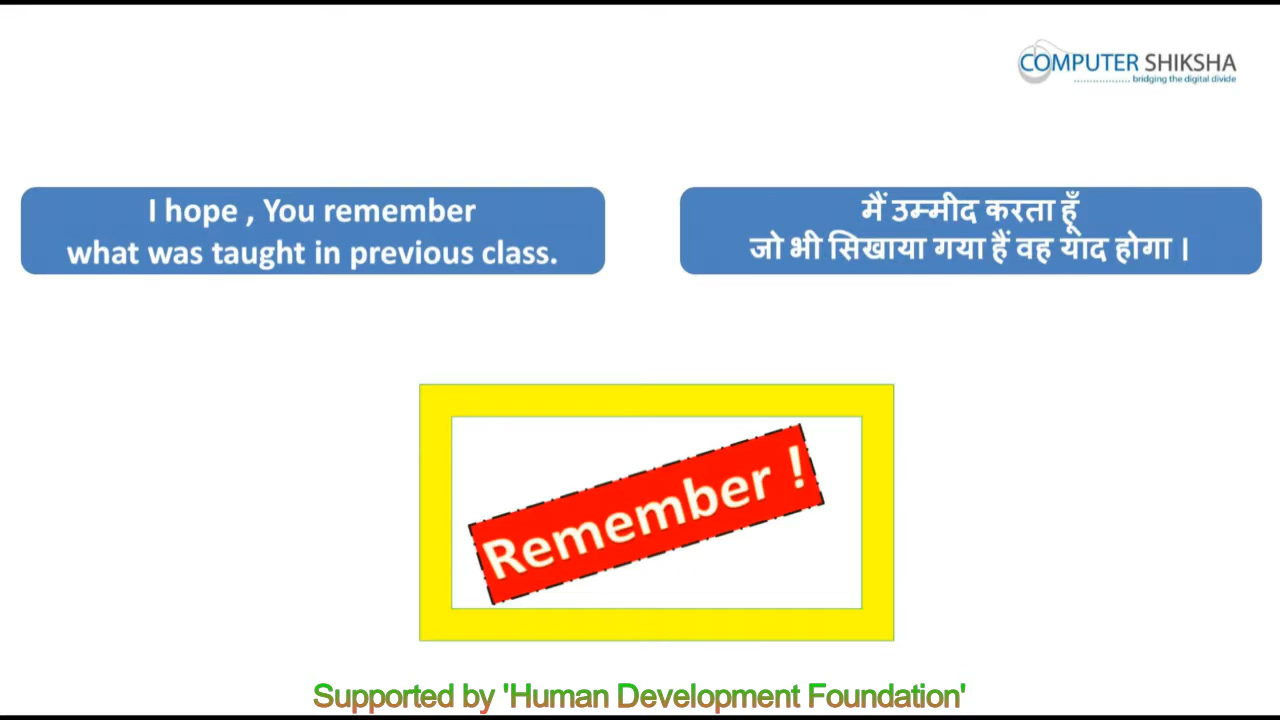 COMPUTER SHIKSHA
bridging the digital divide
I hope , You remember
what was taught in previous class.
मैं उम्मीद करता हूँ
जो भी सिखाया गया हैं वह याद होगा ।
Remember !
Supported by 'Human Development Foundation'